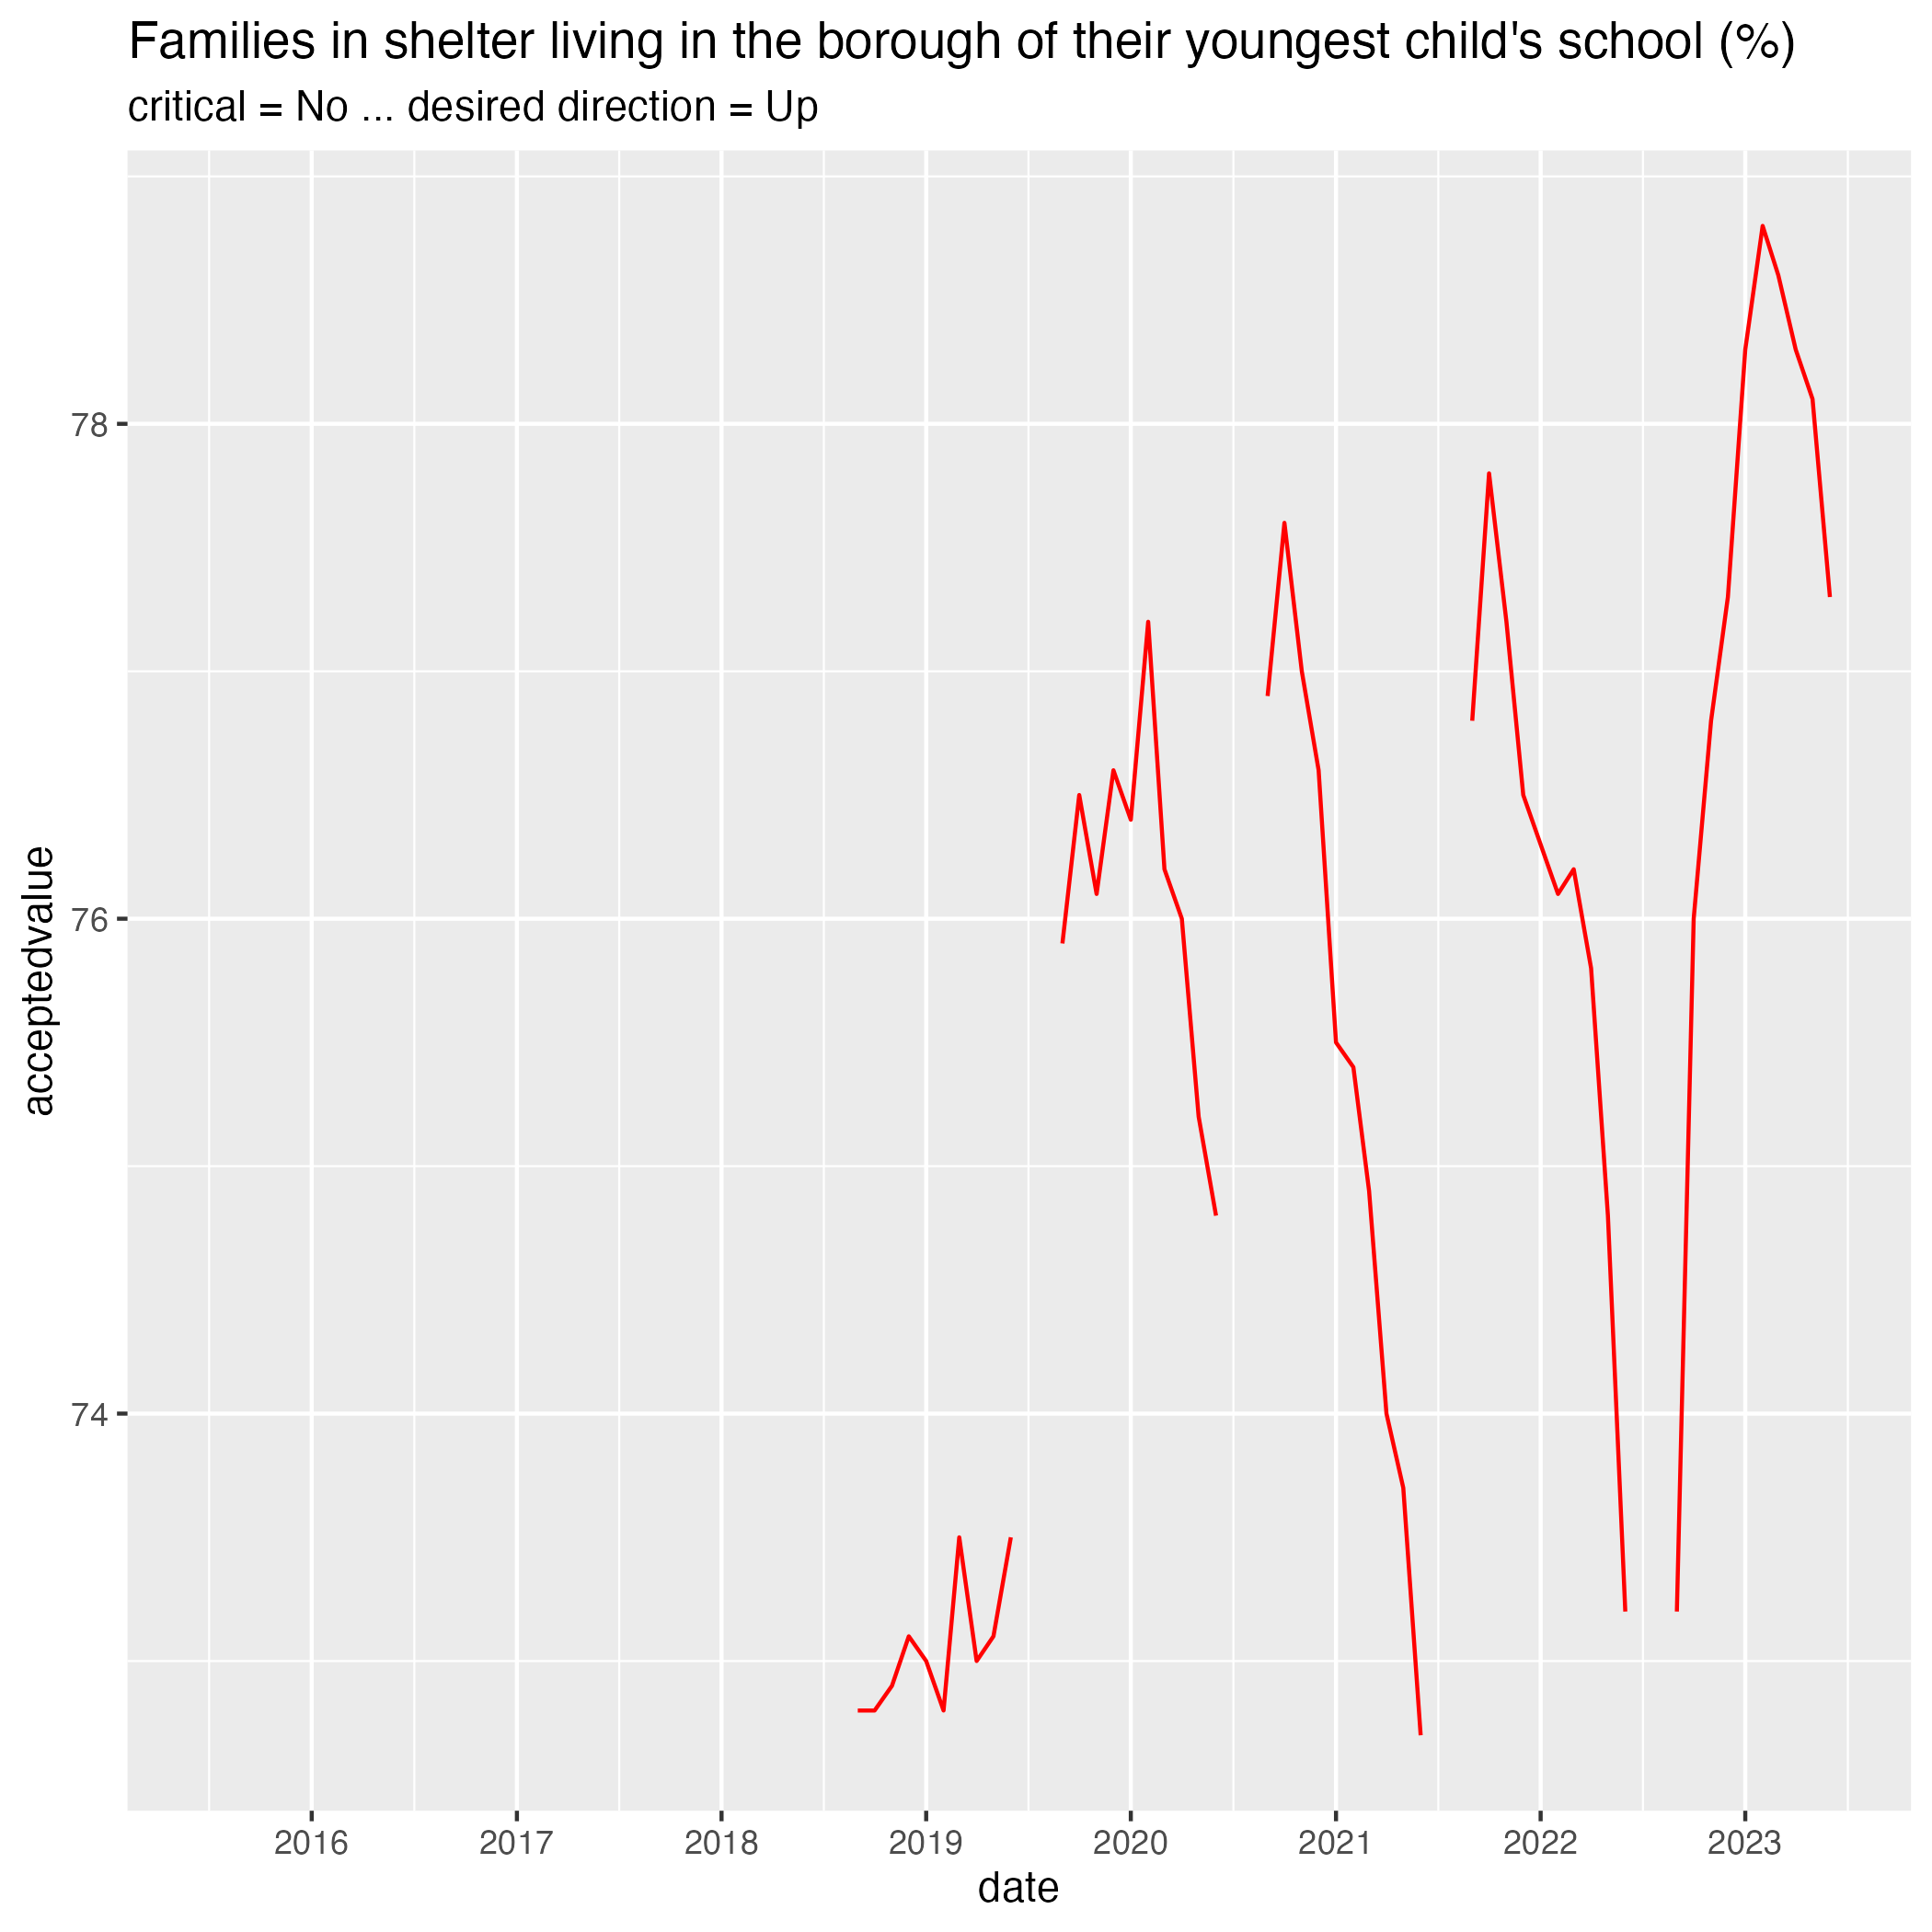 Families in shelter living in the borough of their youngest child's school (%)
critical = No ... desired direction = Up
acceptedvalue
78
76
74
2016 2017 2018 2019 2020 2021 2022 2023
date